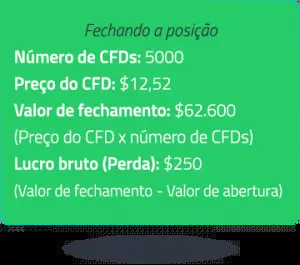 Fechando a posição
Número de CFDs: 5000
Preço do CFD: $12,52
Valor de fechamento: $62.600
(Preço do CFD x número de CFDs)
Lucro bruto (Perda): $250
(Valor de fechamento - Valor de abertura)